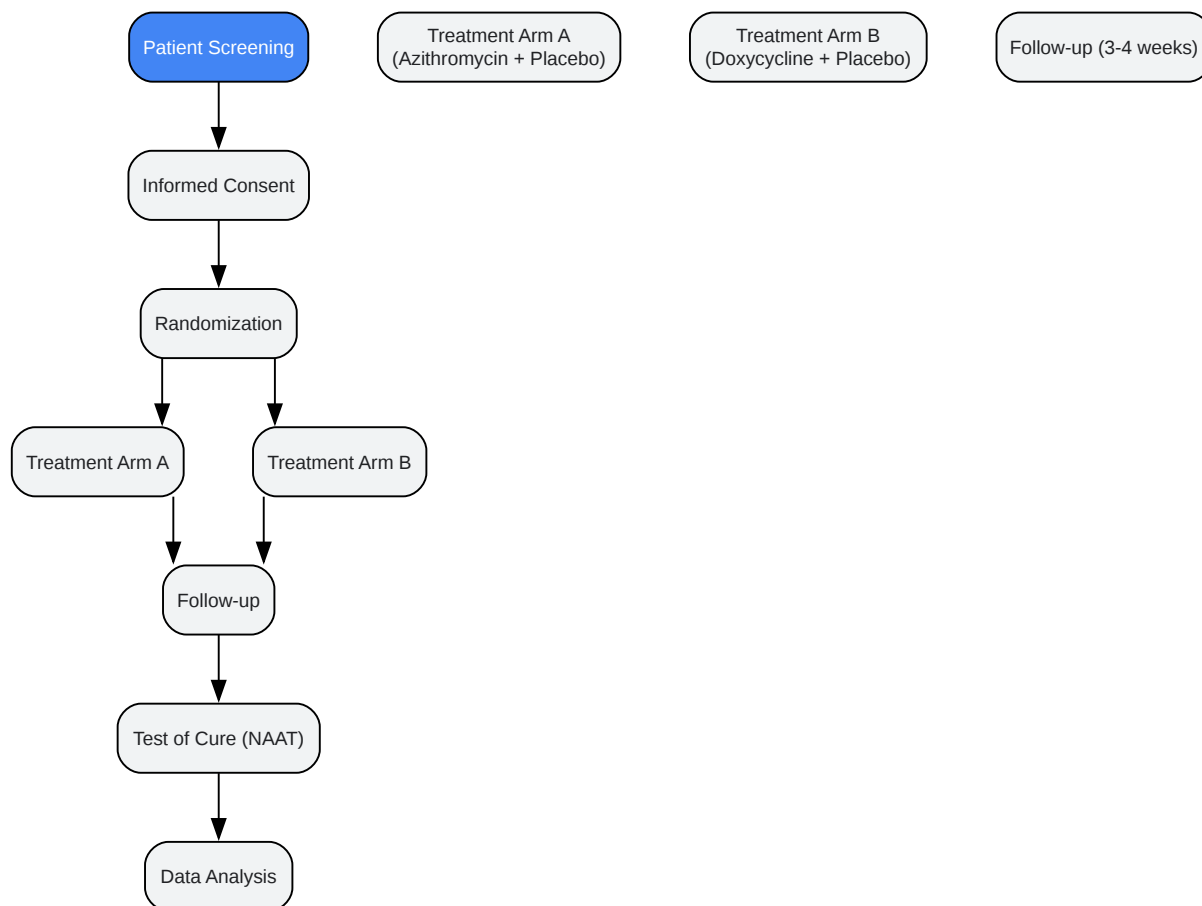 Patient Screening
Treatment Arm A
(Azithromycin + Placebo)
Treatment Arm B
(Doxycycline + Placebo)
Follow-up (3-4 weeks)
Informed Consent
Randomization
Treatment Arm A
Treatment Arm B
Follow-up
Test of Cure (NAAT)
Data Analysis